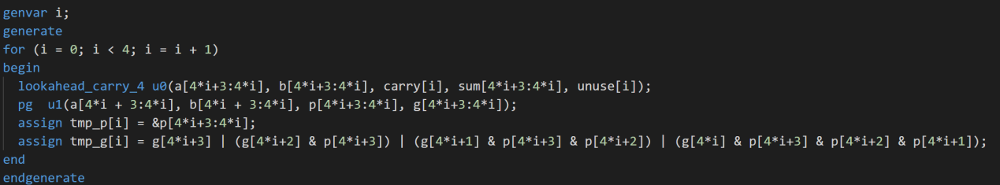 genvar i;
generate
for (i = 0; i < 4; i = i + 1)
begin
  lookahead_carry_4 u0(a[4*i+3:4*i], b[4*i+3:4*i], carry[i], sum[4*i+3:4*i], unuse[i]);
  pg  u1(a[4*i + 3:4*i], b[4*i + 3:4*i], p[4*i+3:4*i], g[4*i+3:4*i]);
  assign tmp_p[i] = &p[4*i+3:4*i];
  assign tmp_g[i] = g[4*i+3] | (g[4*i+2] & p[4*i+3]) | (g[4*i+1] & p[4*i+3] & p[4*i+2]) | (g[4*i] & p[4*i+3] & p[4*i+2] & p[4*i+1]);
end
endgenerate